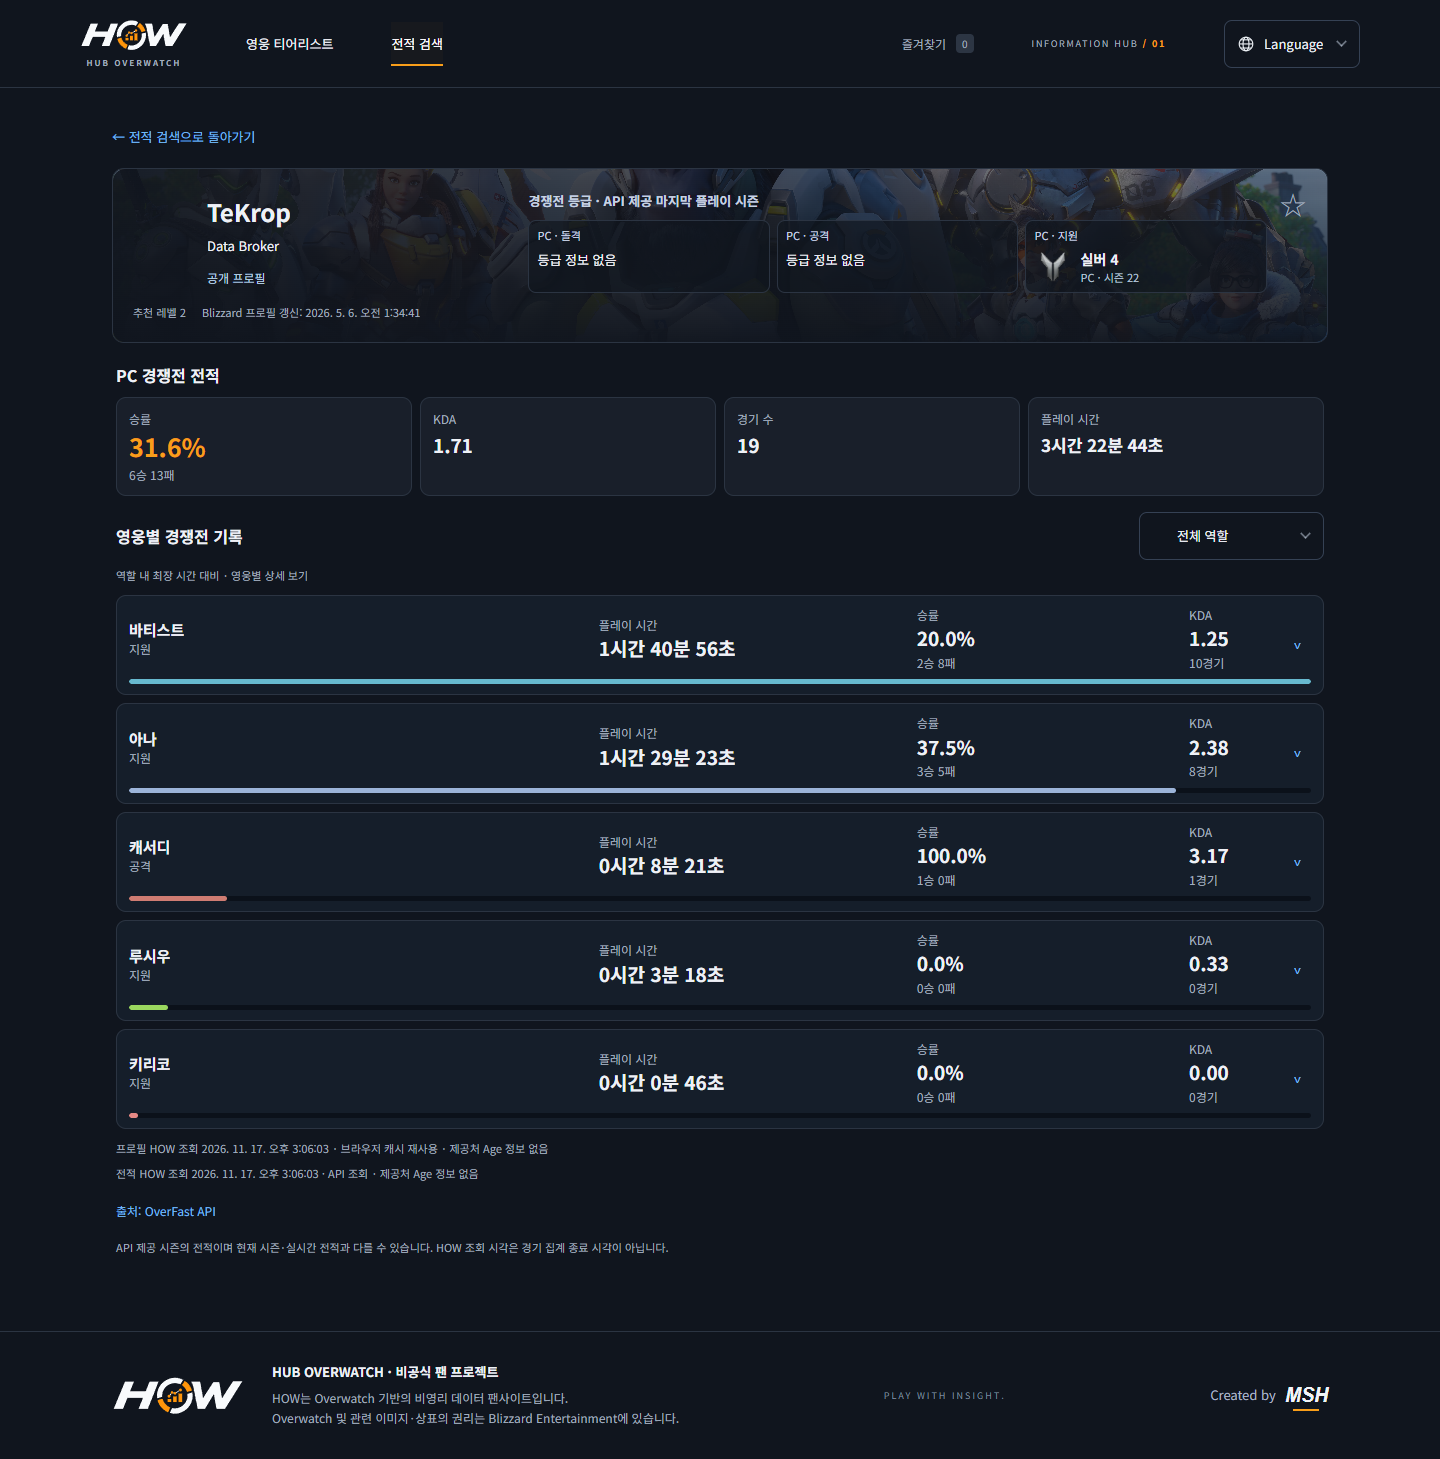 HOW
HUB OVERWATCH
영웅 티어리스트
전적 검색
즐겨찾기 0
INFORMATION HUB / 01
Language
← 전적 검색으로 돌아가기
TeKrop
Data Broker
공개 프로필
추천 레벨 2 Blizzard 프로필 갱신: 2026. 5. 6. 오전 1:34:41
경쟁전 등급 · API 제공 마지막 플레이 시즌
PC · 돌격
등급 정보 없음
PC · 공격
등급 정보 없음
PC · 지원
실버 4
PC · 시즌 22
PC 경쟁전 전적
승률
31.6%
6승 13패
KDA
1.71
경기 수
19
플레이 시간
3시간 22분 44초
영웅별 경쟁전 기록
전체 역할
역할 내 최장 시간 대비 · 영웅별 상세 보기
바티스트
지원
플레이 시간
1시간 40분 56초
승률
20.0%
2승 8패
KDA
1.25
10경기
v
아나
지원
플레이 시간
1시간 29분 23초
승률
37.5%
3승 5패
KDA
2.38
8경기
v
캐서디
공격
플레이 시간
0시간 8분 21초
승률
100.0%
1승 0패
KDA
3.17
1경기
v
루시우
지원
플레이 시간
0시간 3분 18초
승률
0.0%
0승 0패
KDA
0.33
0경기
v
키리코
지원
플레이 시간
0시간 0분 46초
승률
0.0%
0승 0패
KDA
0.00
0경기
v
프로필 HOW 조회 2026. 11. 17. 오후 3:06:03 · 브라우저 캐시 재사용 · 제공처 Age 정보 없음
전적 HOW 조회 2026. 11. 17. 오후 3:06:03 · API 조회 · 제공처 Age 정보 없음
출처: OverFast API
API 제공 시즌의 전적이며 현재 시즌·실시간 전적과 다를 수 있습니다. HOW 조회 시각은 경기 집계 종료 시각이 아닙니다.
HOW
HUB OVERWATCH · 비공식 팬 프로젝트
HOW는 Overwatch 기반의 비영리 데이터 팬사이트입니다.
Overwatch 및 관련 이미지·상표의 권리는 Blizzard Entertainment에 있습니다.
PLAY WITH INSIGHT.
Created by MSH